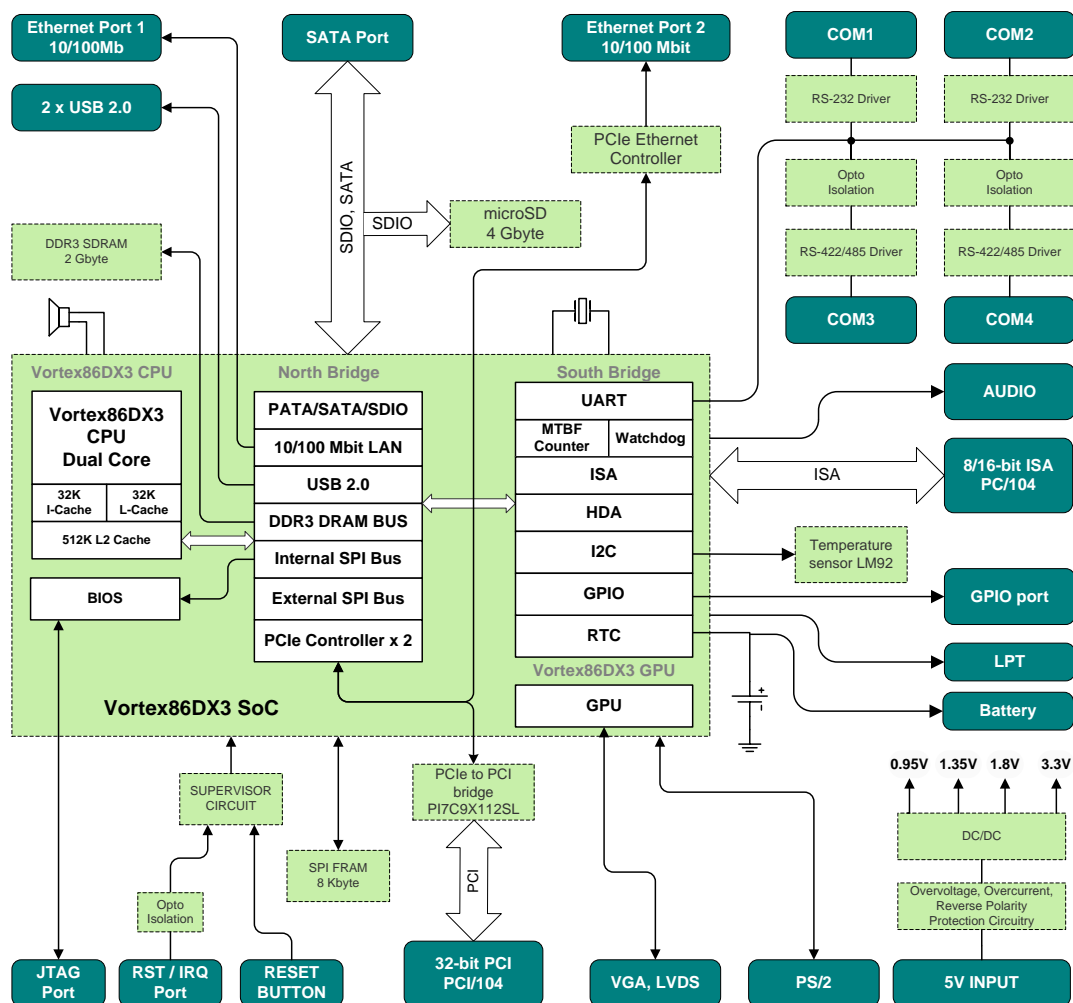 Ethernet Port 1
10/100Mb
SATA Port
Ethernet Port 2
10/100 Mbit
COM1
COM2
2 x USB 2.0
RS-232 Driver
RS-232 Driver
PCIe Ethernet
Controller
Opto
Isolation
Opto
Isolation
SDIO, SATA
SDIO
microSD
4 Gbyte
DDR3 SDRAM
2 Gbyte
RS-422/485 Driver
RS-422/485 Driver
COM3
COM4
Vortex86DX3 CPU
North Bridge
South Bridge
Vortex86DX3
CPU
Dual Core
32K
I-Cache
32K
L-Cache
512K L2 Cache
BIOS
PATA/SATA/SDIO
10/100 Mbit LAN
USB 2.0
DDR3 DRAM BUS
Internal SPI Bus
External SPI Bus
PCIe Controller x 2
UART
MTBF
Counter
Watchdog
ISA
HDA
I2C
GPIO
RTC
Vortex86DX3 GPU
GPU
Vortex86DX3 SoC
AUDIO
ISA
8/16-bit ISA
PC/104
Temperature
sensor LM92
GPIO port
LPT
Battery
+
-
0.95V
1.35V
1.8V
3.3V
DC/DC
Overvoltage, Overcurrent,
Reverse Polarity
Protection Circuitry
SUPERVISOR
CIRCUIT
PCIe to PCI
bridge
PI7C9X112SL
SPI FRAM
8 Kbyte
PCI
Opto
Isolation
JTAG
Port
RST / IRQ
Port
RESET
BUTTON
32-bit PCI
PCI/104
VGA, LVDS
PS/2
5V INPUT